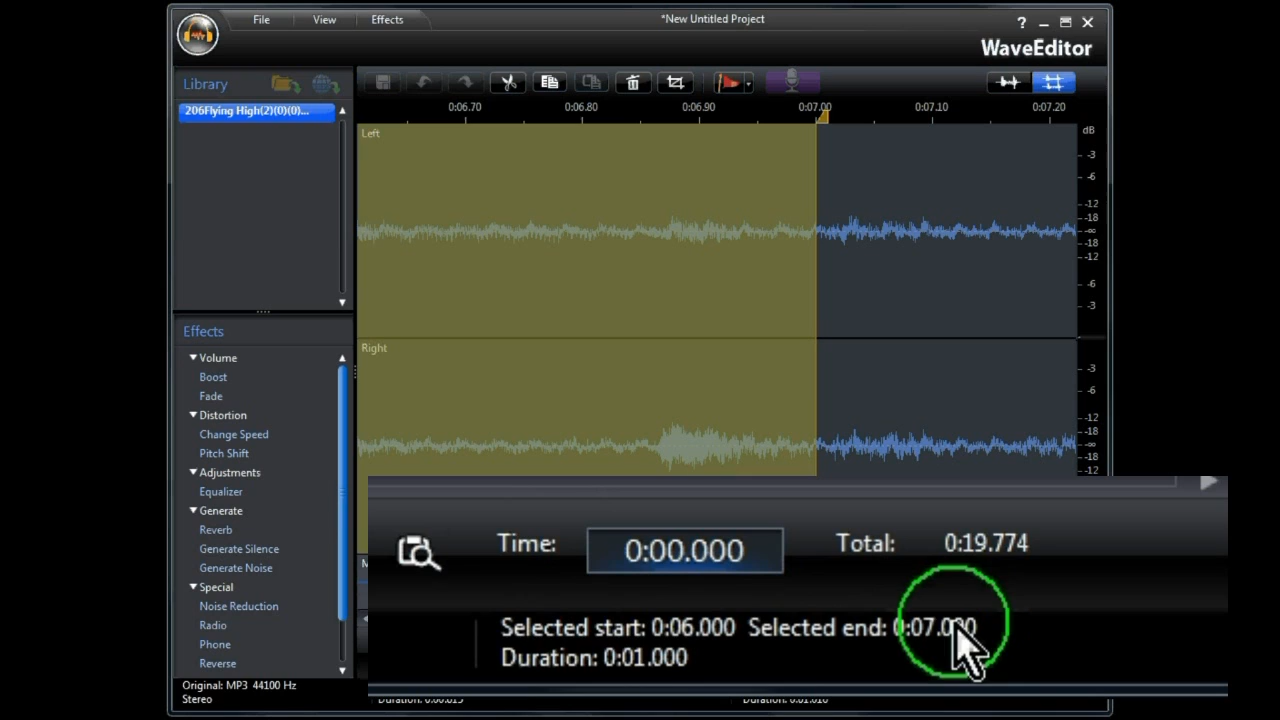 File View Effects
*New Untitled Project
?
WaveEditor
Library
206Flying High(2)(0)(0)...
0:06.70 0:06.80 0:06.90 0:07.00 0:07.10 0:07.20
Left
dB
-3
-6
-12
-18
-∞
-18
-12
-6
-3
Right
-3
-6
-12
-18
-∞
-18
-12
Effects
Volume
Boost
Fade
Distortion
Change Speed
Pitch Shift
Adjustments
Equalizer
Generate
Reverb
Generate Silence
Generate Noise
Special
Noise Reduction
Radio
Phone
Reverse
Original: MP3 44100 Hz
Stereo
Time: 0:00.000 Total: 0:19.774
Selected start: 0:06.000 Selected end: 0:07.000
Duration: 0:01.000